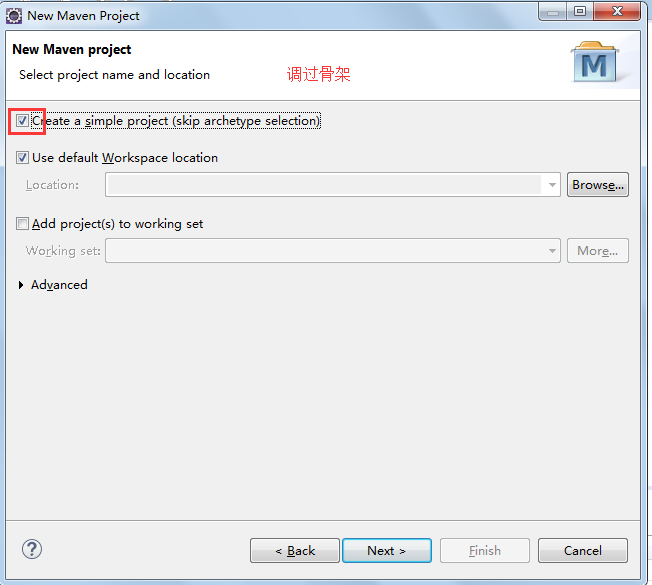 New Maven Project
New Maven project
Select project name and location
调过骨架
M
Create a simple project (skip archetype selection)
Use default Workspace location
Location:
Browse...
Add project(s) to working set
Working set:
More...
Advanced
?
< Back
Next >
Finish
Cancel